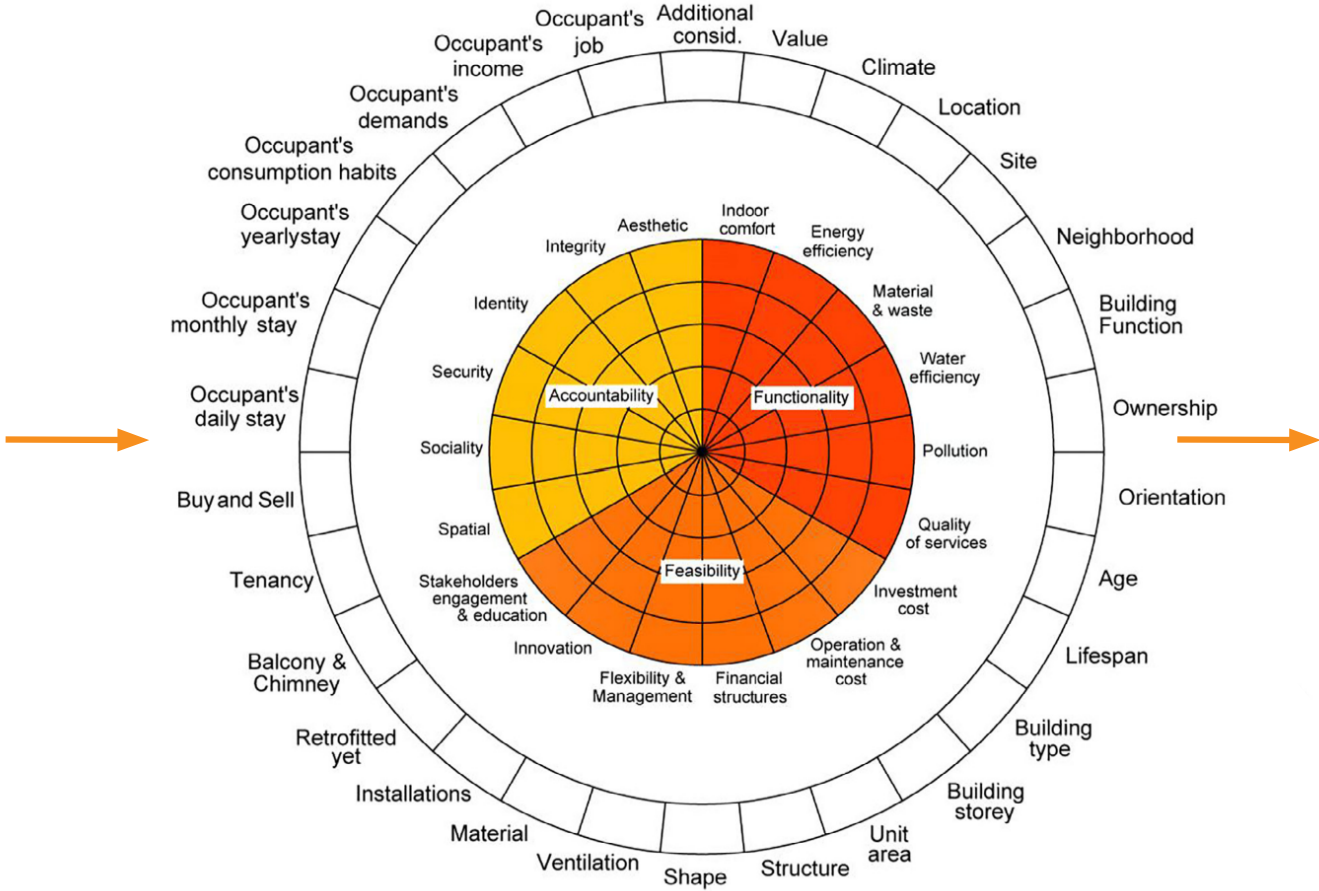 Additional
consid.
Value
Climate
Location
Site
Neighborhood
Building
Function
Ownership
Orientation
Age
Lifespan
Building
type
Building
storey
Unit
area
Structure
Shape
Ventilation
Material
Installations
Retrofitted
yet
Balcony &
Chimney
Tenancy
Buy and Sell
Occupant's
daily stay
Occupant's
monthly stay
Occupant's
yearlystay
Occupant's
consumption habits
Occupant's
demands
Occupant's
income
Occupant's
job
Indoor
comfort
Energy
efficiency
Material
& waste
Water
efficiency
Pollution
Quality
of services
Investment
cost
Operation &
maintenance
cost
Financial
structures
Flexibility &
Management
Innovation
Stakeholders
engagement
& education
Spatial
Sociality
Security
Identity
Integrity
Aesthetic
Accountability
Functionality
Feasibility